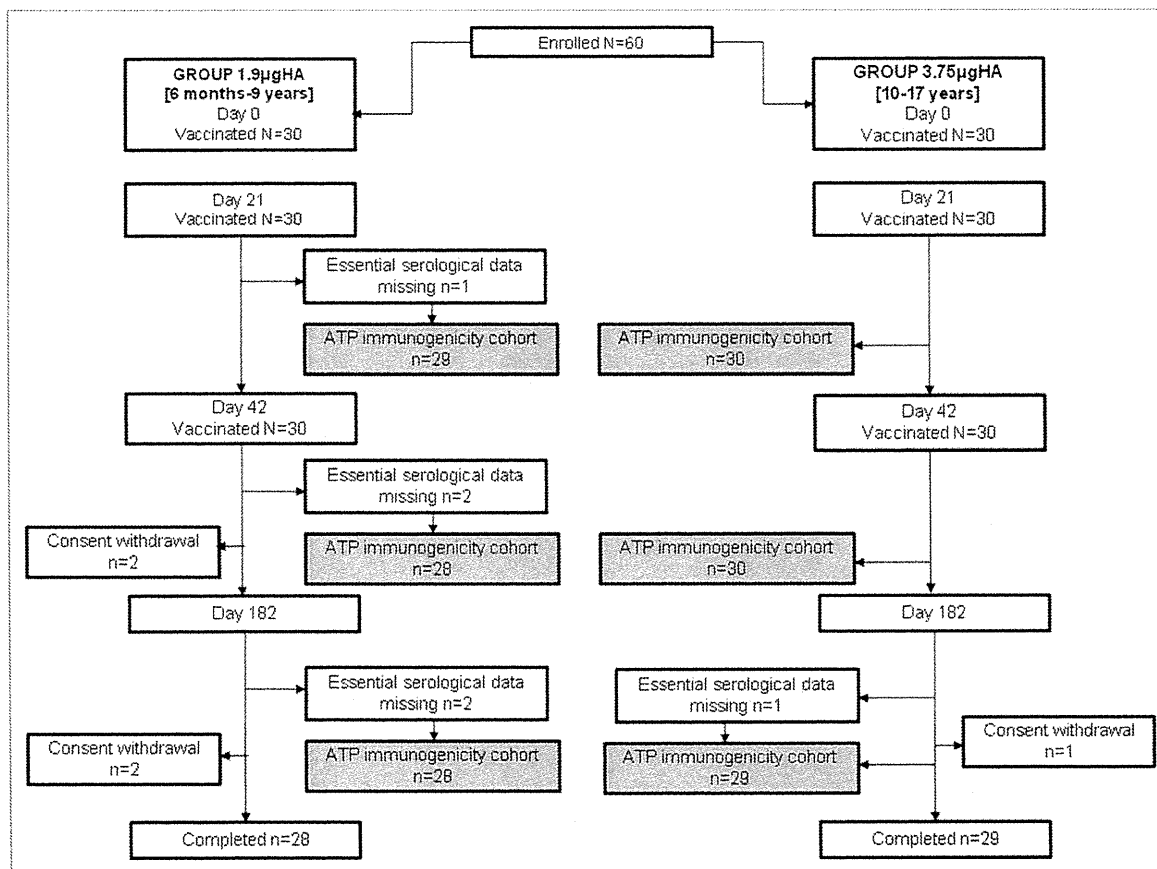 Enrolled N=60
GROUP 1.9µgHA
[6 months-9 years]
Day 0
Vaccinated N=30
GROUP 3.75µgHA
[10-17 years]
Day 0
Vaccinated N=30
Day 21
Vaccinated N=30
Day 21
Vaccinated N=30
Essential serological data
missing n=1
ATP immunogenicity cohort
n=29
ATP immunogenicity cohort
n=30
Day 42
Vaccinated N=30
Day 42
Vaccinated N=30
Essential serological data
missing n=2
Consent withdrawal
n=2
ATP immunogenicity cohort
n=28
ATP immunogenicity cohort
n=30
Day 182
Day 182
Essential serological data
missing n=2
Essential serological data
missing n=1
Consent withdrawal
n=2
ATP immunogenicity cohort
n=28
ATP immunogenicity cohort
n=29
Consent withdrawal
n=1
Completed n=28
Completed n=29